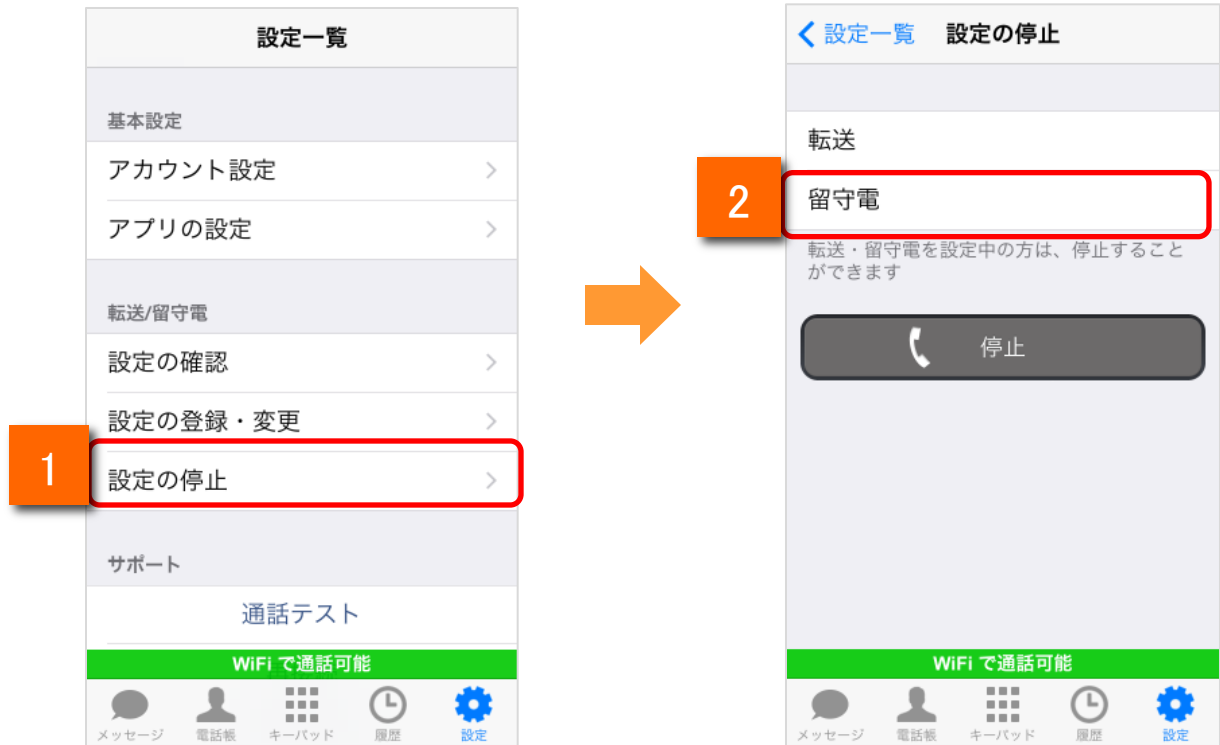 設定一覧
基本設定
アカウント設定
アプリの設定
転送/留守電
設定の確認
設定の登録・変更
1
設定の停止
サポート
通話テスト
WiFi で通話可能
メッセージ 電話帳 キーパッド 履歴 設定
設定一覧 設定の停止
転送
2
留守電
転送・留守電を設定中の方は、停止すること
ができます
停止
WiFi で通話可能
メッセージ 電話帳 キーパッド 履歴 設定